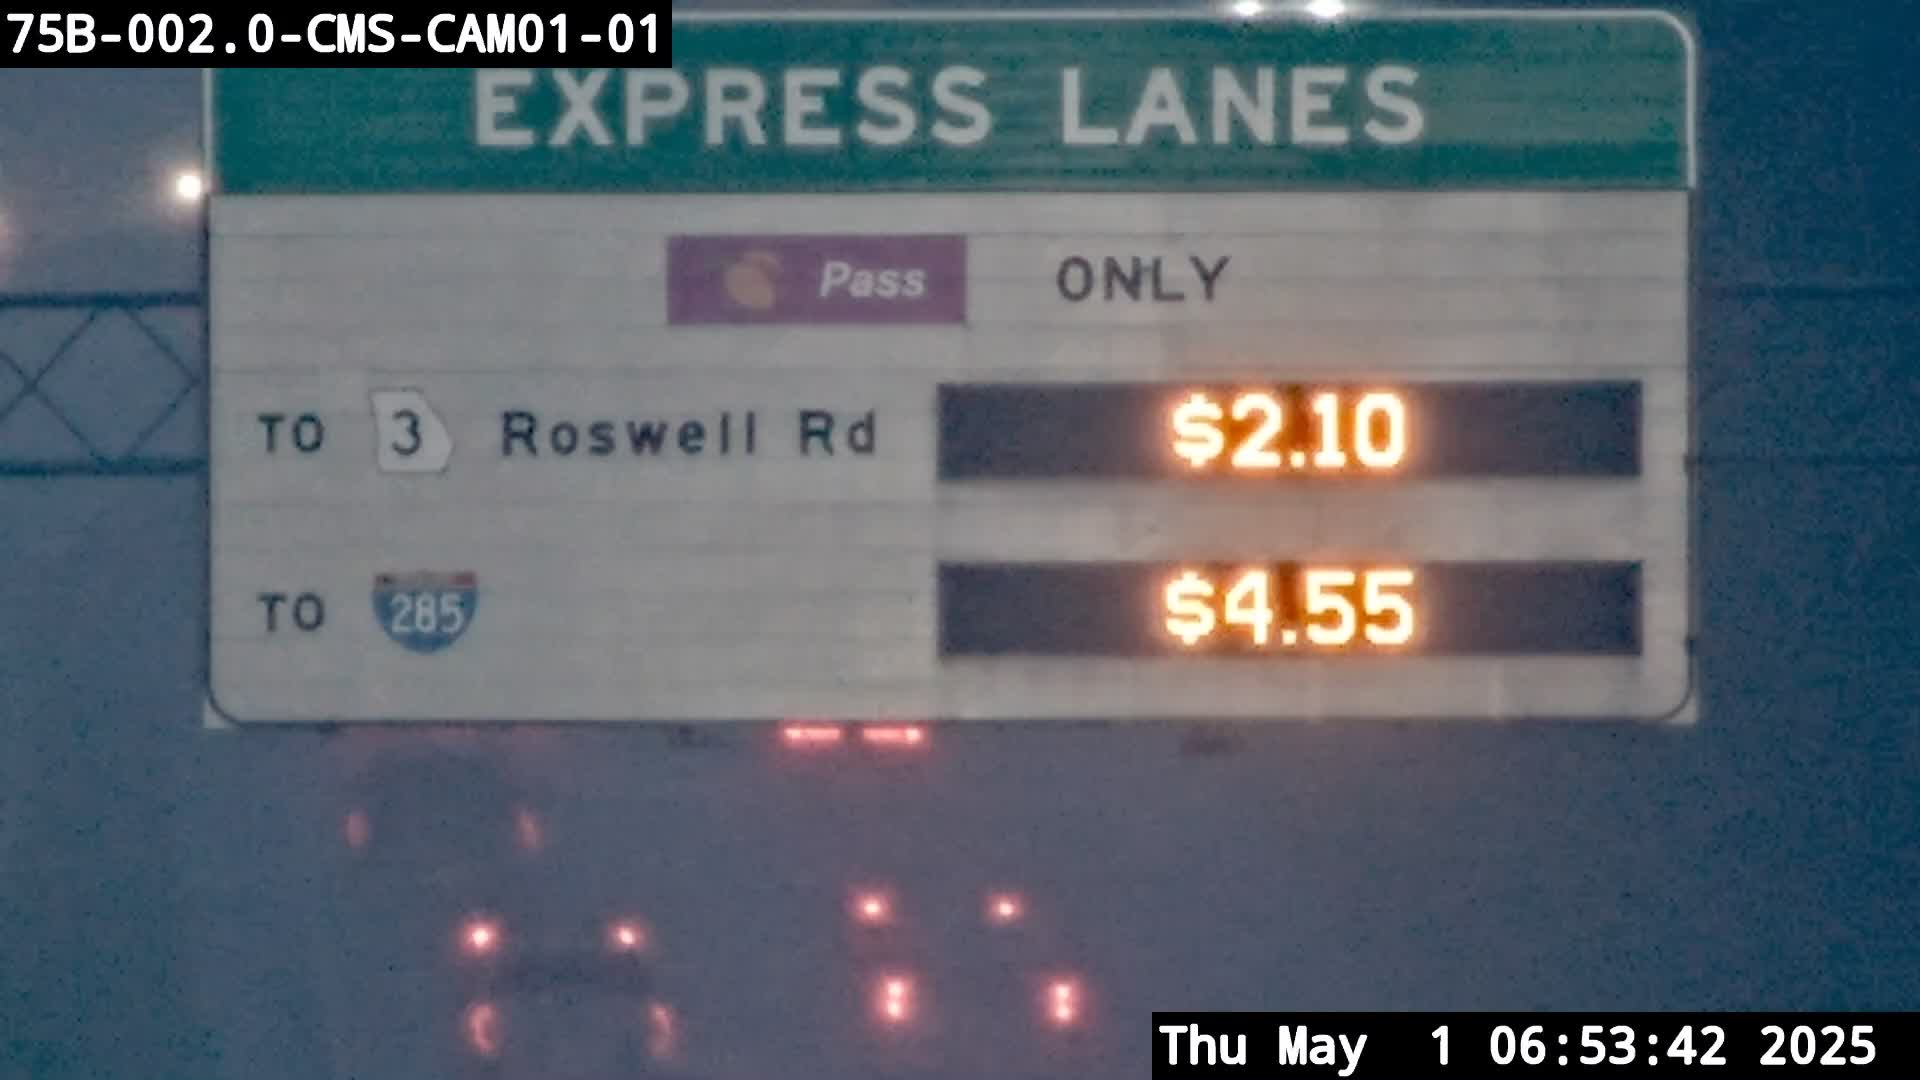 75B-002.0-CMS-CAM01-01
EXPRESS LANES
Pass ONLY
TO 3 Roswell Rd $2.10
TO 285 $4.55
Thu May 1 06:53:42 2025